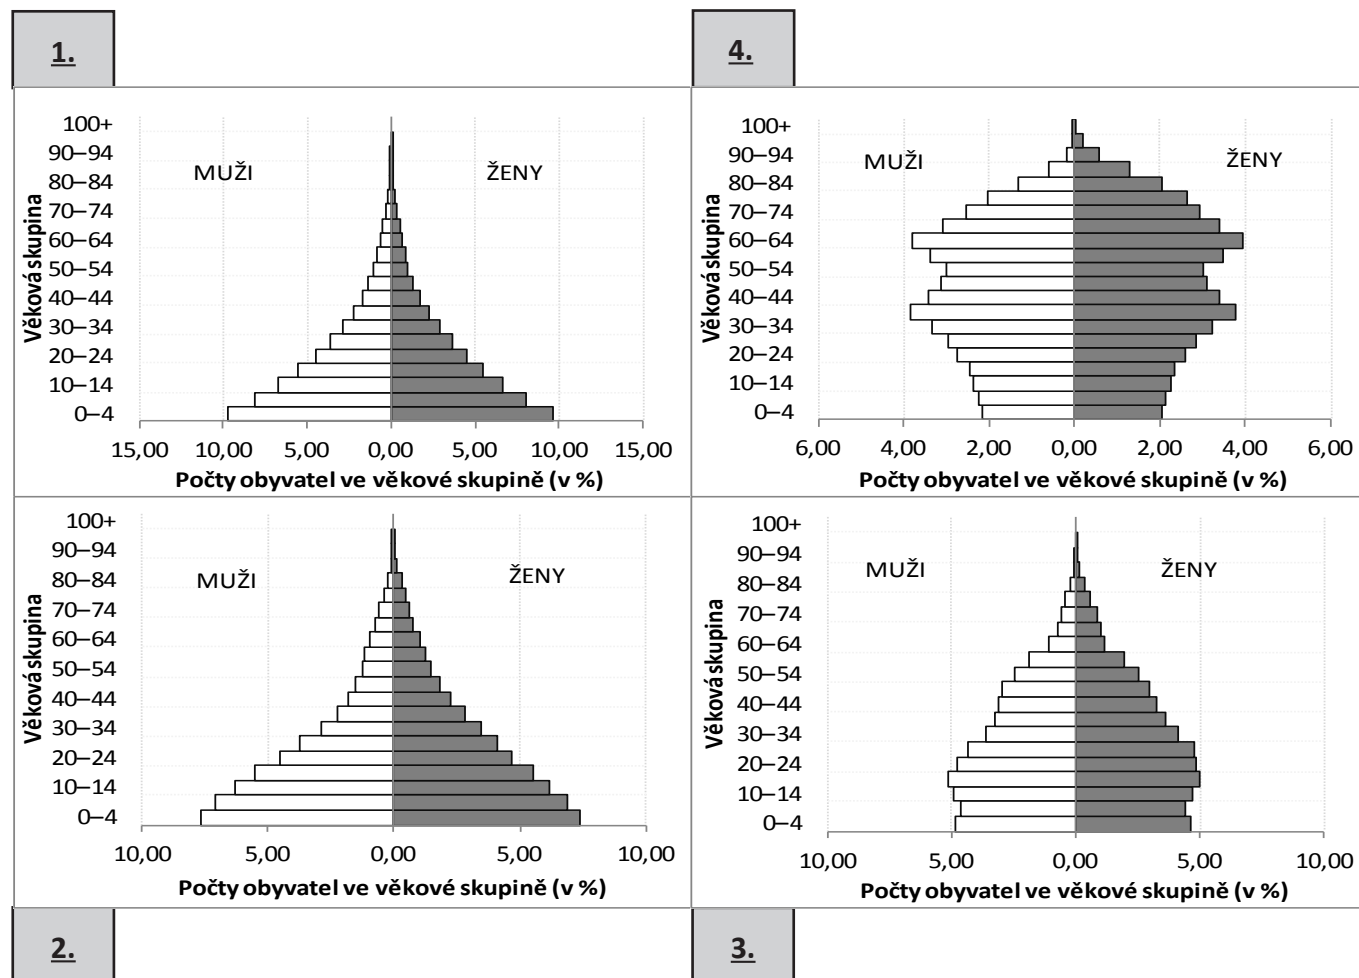 1.
4.
Věková skupina
100+
90–94
80–84
70–74
60–64
50–54
40–44
30–34
20–24
10–14
0–4
MUŽI
ŽENY
15,00 10,00 5,00 0,00 5,00 10,00 15,00
Počty obyvatel ve věkové skupině (v %)
Věková skupina
100+
90–94
80–84
70–74
60–64
50–54
40–44
30–34
20–24
10–14
0–4
MUŽI
ŽENY
6,00 4,00 2,00 0,00 2,00 4,00 6,00
Počty obyvatel ve věkové skupině (v %)
Věková skupina
100+
90–94
80–84
70–74
60–64
50–54
40–44
30–34
20–24
10–14
0–4
MUŽI
ŽENY
10,00 5,00 0,00 5,00 10,00
Počty obyvatel ve věkové skupině (v %)
Věková skupina
100+
90–94
80–84
70–74
60–64
50–54
40–44
30–34
20–24
10–14
0–4
MUŽI
ŽENY
10,00 5,00 0,00 5,00 10,00
Počty obyvatel ve věkové skupině (v %)
2.
3.